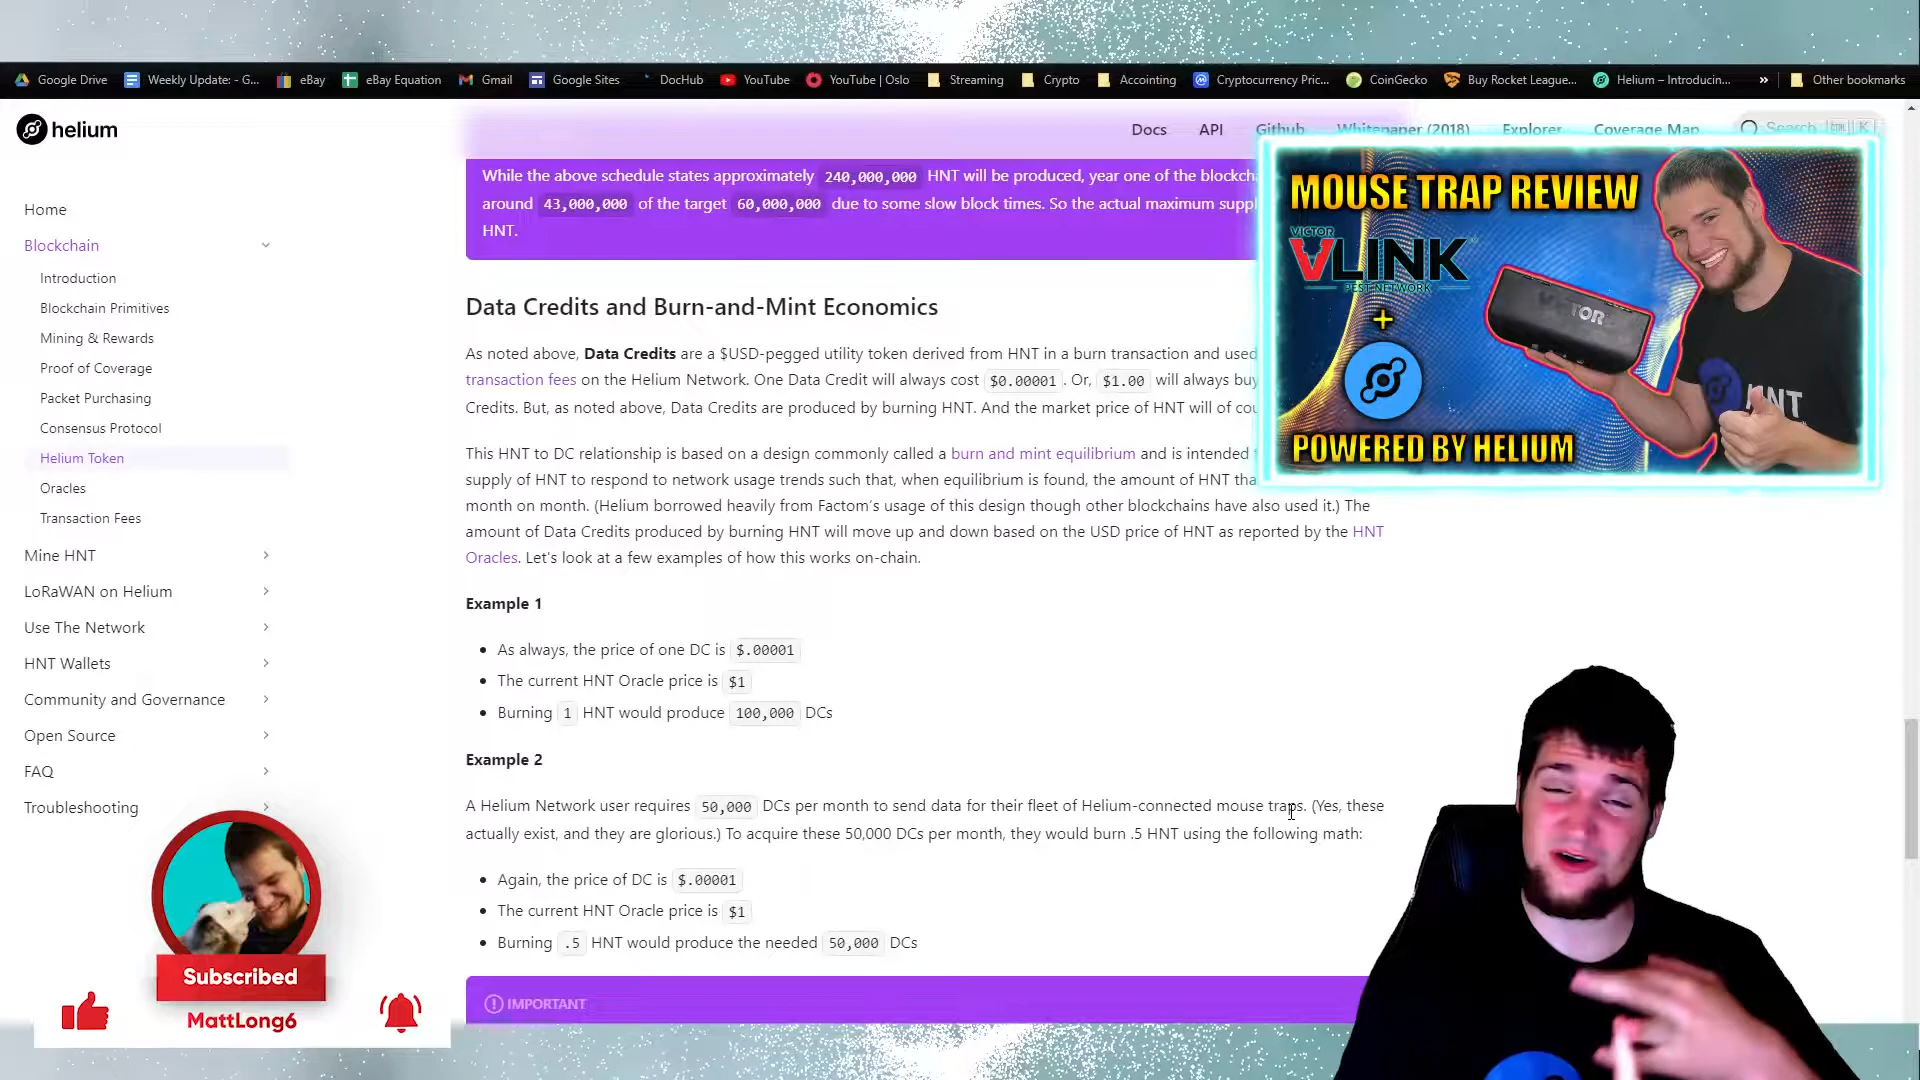 Google Drive
Weekly Update: - G...
eBay
eBay Equation
Gmail
Google Sites
DocHub
YouTube
YouTube | Oslo
Streaming
Crypto
Accointing
Cryptocurrency Pric...
CoinGecko
Buy Rocket League...
Helium – Introducin...
»
Other bookmarks
helium
Docs
API
Github
Whitepaper (2018)
Explorer
Coverage Map
Search
K
Home
Blockchain
Introduction
Blockchain Primitives
Mining & Rewards
Proof of Coverage
Packet Purchasing
Consensus Protocol
Helium Token
Oracles
Transaction Fees
Mine HNT
LoRaWAN on Helium
Use The Network
HNT Wallets
Community and Governance
Open Source
FAQ
Troubleshooting
While the above schedule states approximately 240,000,000 HNT will be produced, year one of the blockcha
around 43,000,000 of the target 60,000,000 due to some slow block times. So the actual maximum suppl
HNT.
Data Credits and Burn-and-Mint Economics
As noted above, Data Credits are a $USD-pegged utility token derived from HNT in a burn transaction and used
transaction fees on the Helium Network. One Data Credit will always cost $0.00001. Or, $1.00 will always buy
Credits. But, as noted above, Data Credits are produced by burning HNT. And the market price of HNT will of cou
This HNT to DC relationship is based on a design commonly called a burn and mint equilibrium and is intended
supply of HNT to respond to network usage trends such that, when equilibrium is found, the amount of HNT tha
month on month. (Helium borrowed heavily from Factom's usage of this design though other blockchains have also used it.) The
amount of Data Credits produced by burning HNT will move up and down based on the USD price of HNT as reported by the HNT
Oracles. Let's look at a few examples of how this works on-chain.
Example 1
As always, the price of one DC is $.00001
The current HNT Oracle price is $1
Burning 1 HNT would produce 100,000 DCs
Example 2
A Helium Network user requires 50,000 DCs per month to send data for their fleet of Helium-connected mouse traps. (Yes, these
actually exist, and they are glorious.) To acquire these 50,000 DCs per month, they would burn .5 HNT using the following math:
Again, the price of DC is $.00001
The current HNT Oracle price is $1
Burning .5 HNT would produce the needed 50,000 DCs
IMPORTANT
MOUSE TRAP REVIEW
VICTOR
VLINK
PEST NETWORK
+
POWERED BY HELIUM
HNT
Subscribed
MattLong6